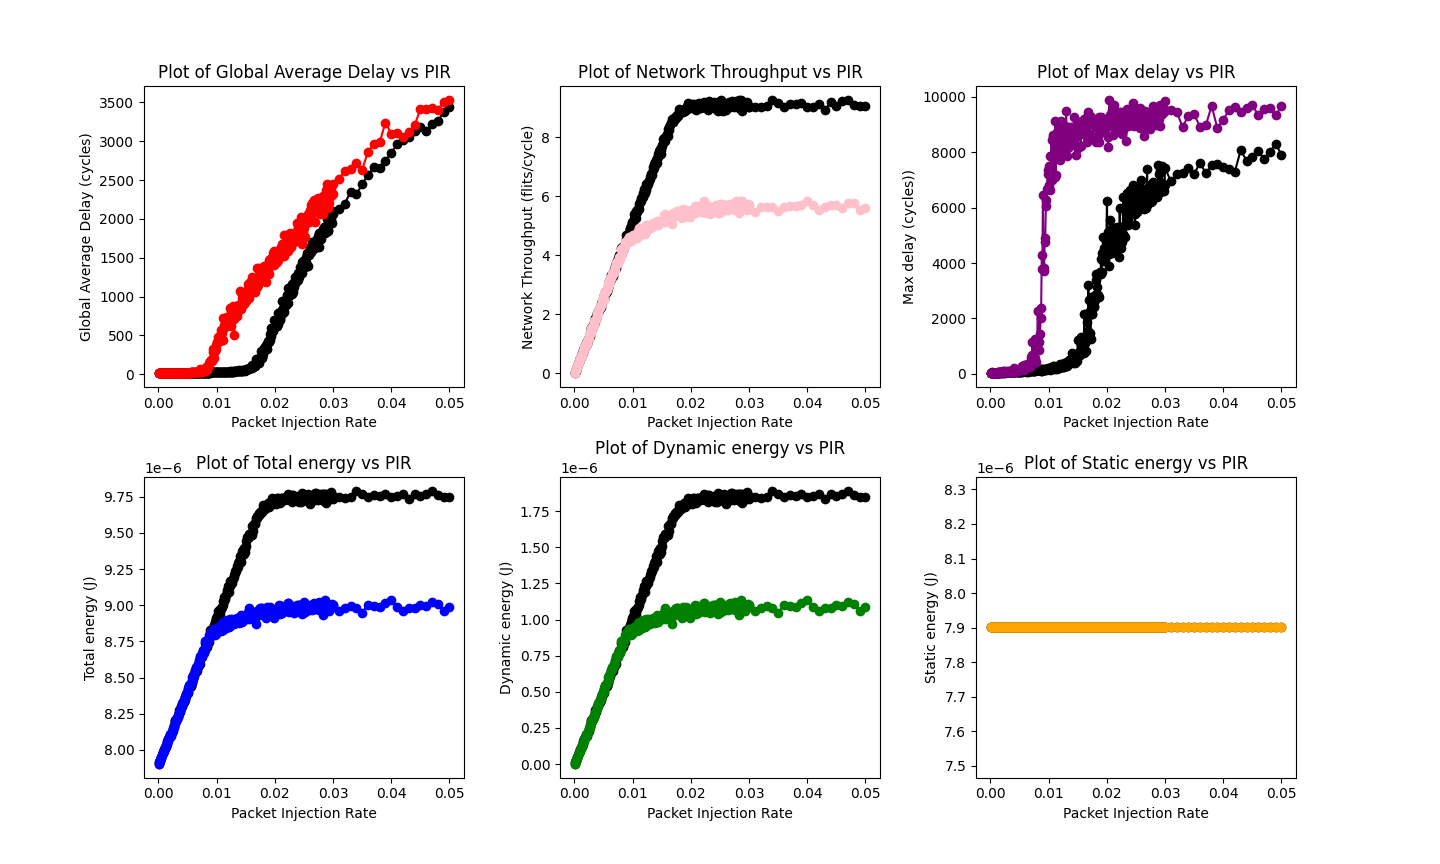 Plot of Global Average Delay vs PIR
Global Average Delay (cycles)
3500
3000
2500
2000
1500
1000
500
0
0.00 0.01 0.02 0.03 0.04 0.05
Packet Injection Rate
Plot of Network Throughput vs PIR
Network Throughput (flits/cycle)
8
6
4
2
0
0.00 0.01 0.02 0.03 0.04 0.05
Packet Injection Rate
Plot of Max delay vs PIR
Max delay (cycles))
10000
8000
6000
4000
2000
0
0.00 0.01 0.02 0.03 0.04 0.05
Packet Injection Rate
Plot of Total energy vs PIR
1e−6
Total energy (J)
9.75
9.50
9.25
9.00
8.75
8.50
8.25
8.00
0.00 0.01 0.02 0.03 0.04 0.05
Packet Injection Rate
Plot of Dynamic energy vs PIR
1e−6
Dynamic energy (J)
1.75
1.50
1.25
1.00
0.75
0.50
0.25
0.00
0.00 0.01 0.02 0.03 0.04 0.05
Packet Injection Rate
Plot of Static energy vs PIR
1e−6
Static energy (J)
8.3
8.2
8.1
8.0
7.9
7.8
7.7
7.6
7.5
0.00 0.01 0.02 0.03 0.04 0.05
Packet Injection Rate